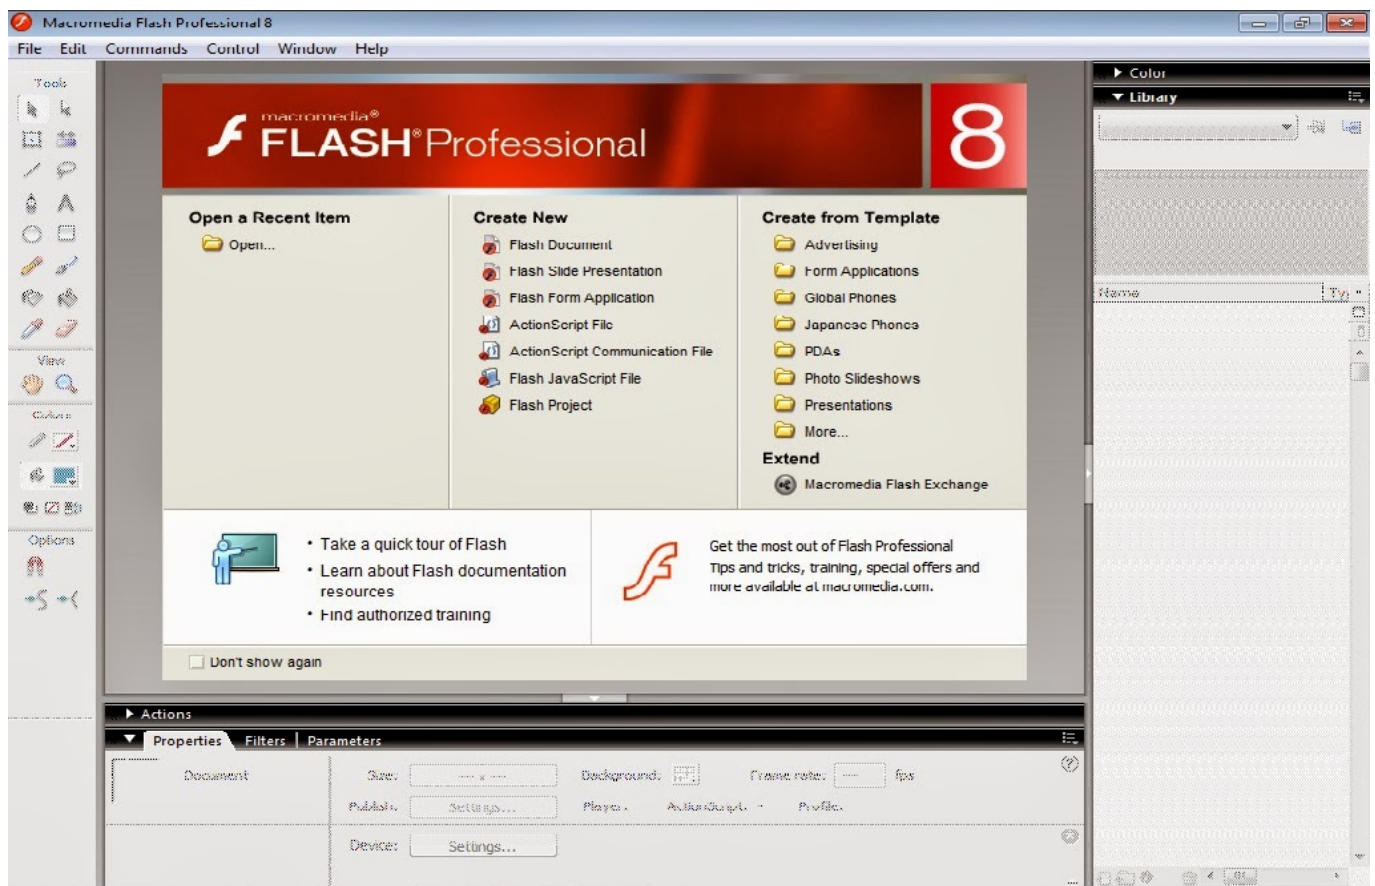 Macromedia Flash Professional 8
File Edit Commands Control Window Help
Tools
View
Colors
Options
macromedia®
FLASH® Professional 8
Open a Recent Item
Open...
Create New
Flash Document
Flash Slide Presentation
Flash Form Application
ActionScript File
ActionScript Communication File
Flash JavaScript File
Flash Project
Create from Template
Advertising
Form Applications
Global Phones
Japanese Phones
PDAs
Photo Slideshows
Presentations
More...
Extend
Macromedia Flash Exchange
• Take a quick tour of Flash
• Learn about Flash documentation
resources
• Find authorized training
Get the most out of Flash Professional
Tips and tricks, training, special offers and
more available at macromedia.com.
Don't show again
Color
Library
Name
Actions
Properties Filters Parameters
Document Size: Background: Frame rate: fps
Publish: Settings... Player: ActionScript: Profile:
Device: Settings...